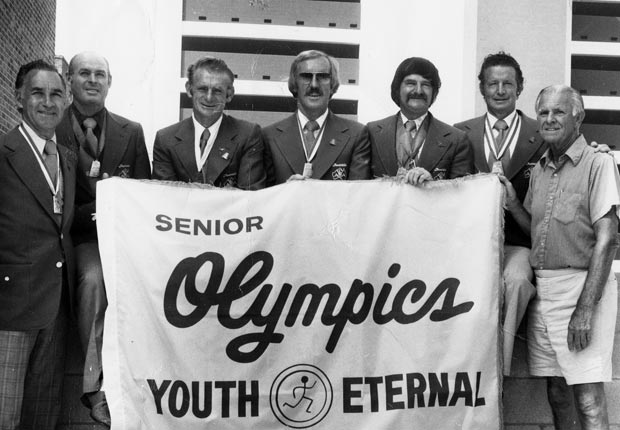 SENIOR
Olympics
YOUTH ETERNAL